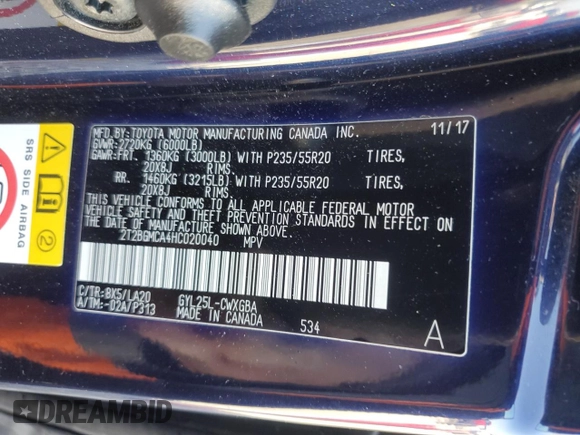 MFD.BY:TOYOTA MOTOR MANUFACTURING CANADA INC. 11/17
GVWR:2720KG (6000LB)
GAWR:FRT. 1360KG (3000LB) WITH P235/55R20 TIRES,
20X8J RIMS.
RR. 1460KG (3215LB) WITH P235/55R20 TIRES,
20X8J RIMS.
THIS VEHICLE CONFORMS TO ALL APPLICABLE FEDERAL MOTOR
VEHICLE SAFETY AND THEFT PREVENTION STANDARDS IN EFFECT ON
THE DATE OF MANUFACTURE SHOWN ABOVE.
2T2BGMCA4HC020040 MPV
C/TR:8X5/LA20 GYL25L-CWXGBA
A/TM:-02A/P313 MADE IN CANADA 534 A
SRS SIDE AIRBAG
DREAMBID